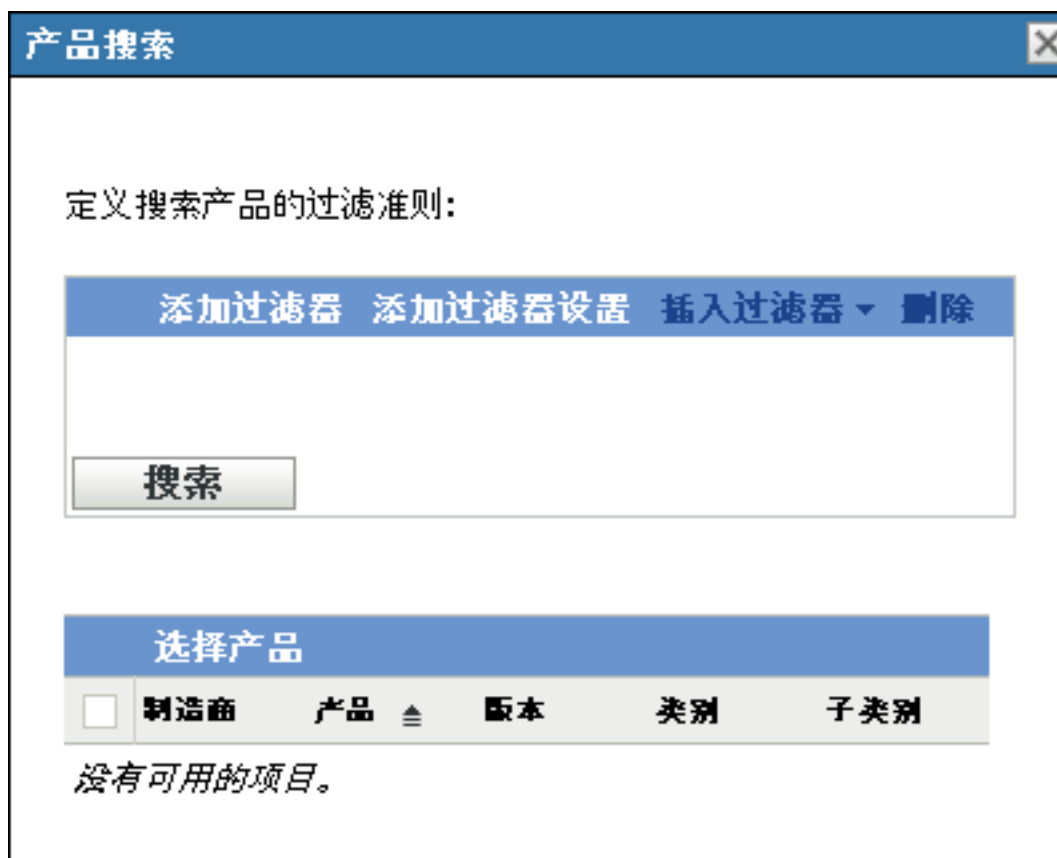 产品搜索
定义搜索产品的过滤准则:
添加过滤器 添加过滤器设置 插入过滤器 删除
搜索
选择产品
制造商 产品 版本 类别 子类别
没有可用的项目。